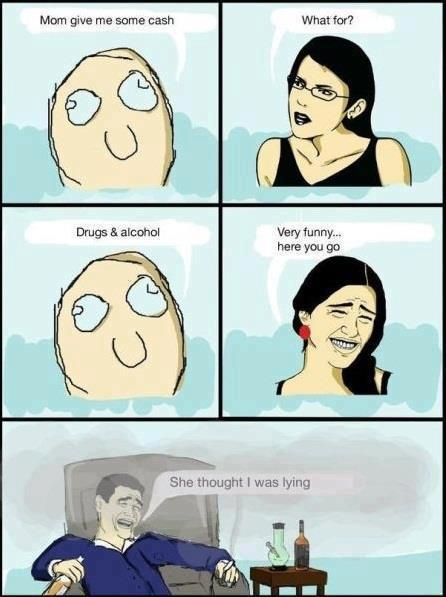 Mom give me some cash
What for?
Drugs & alcohol
Very funny...
here you go
She thought I was lying